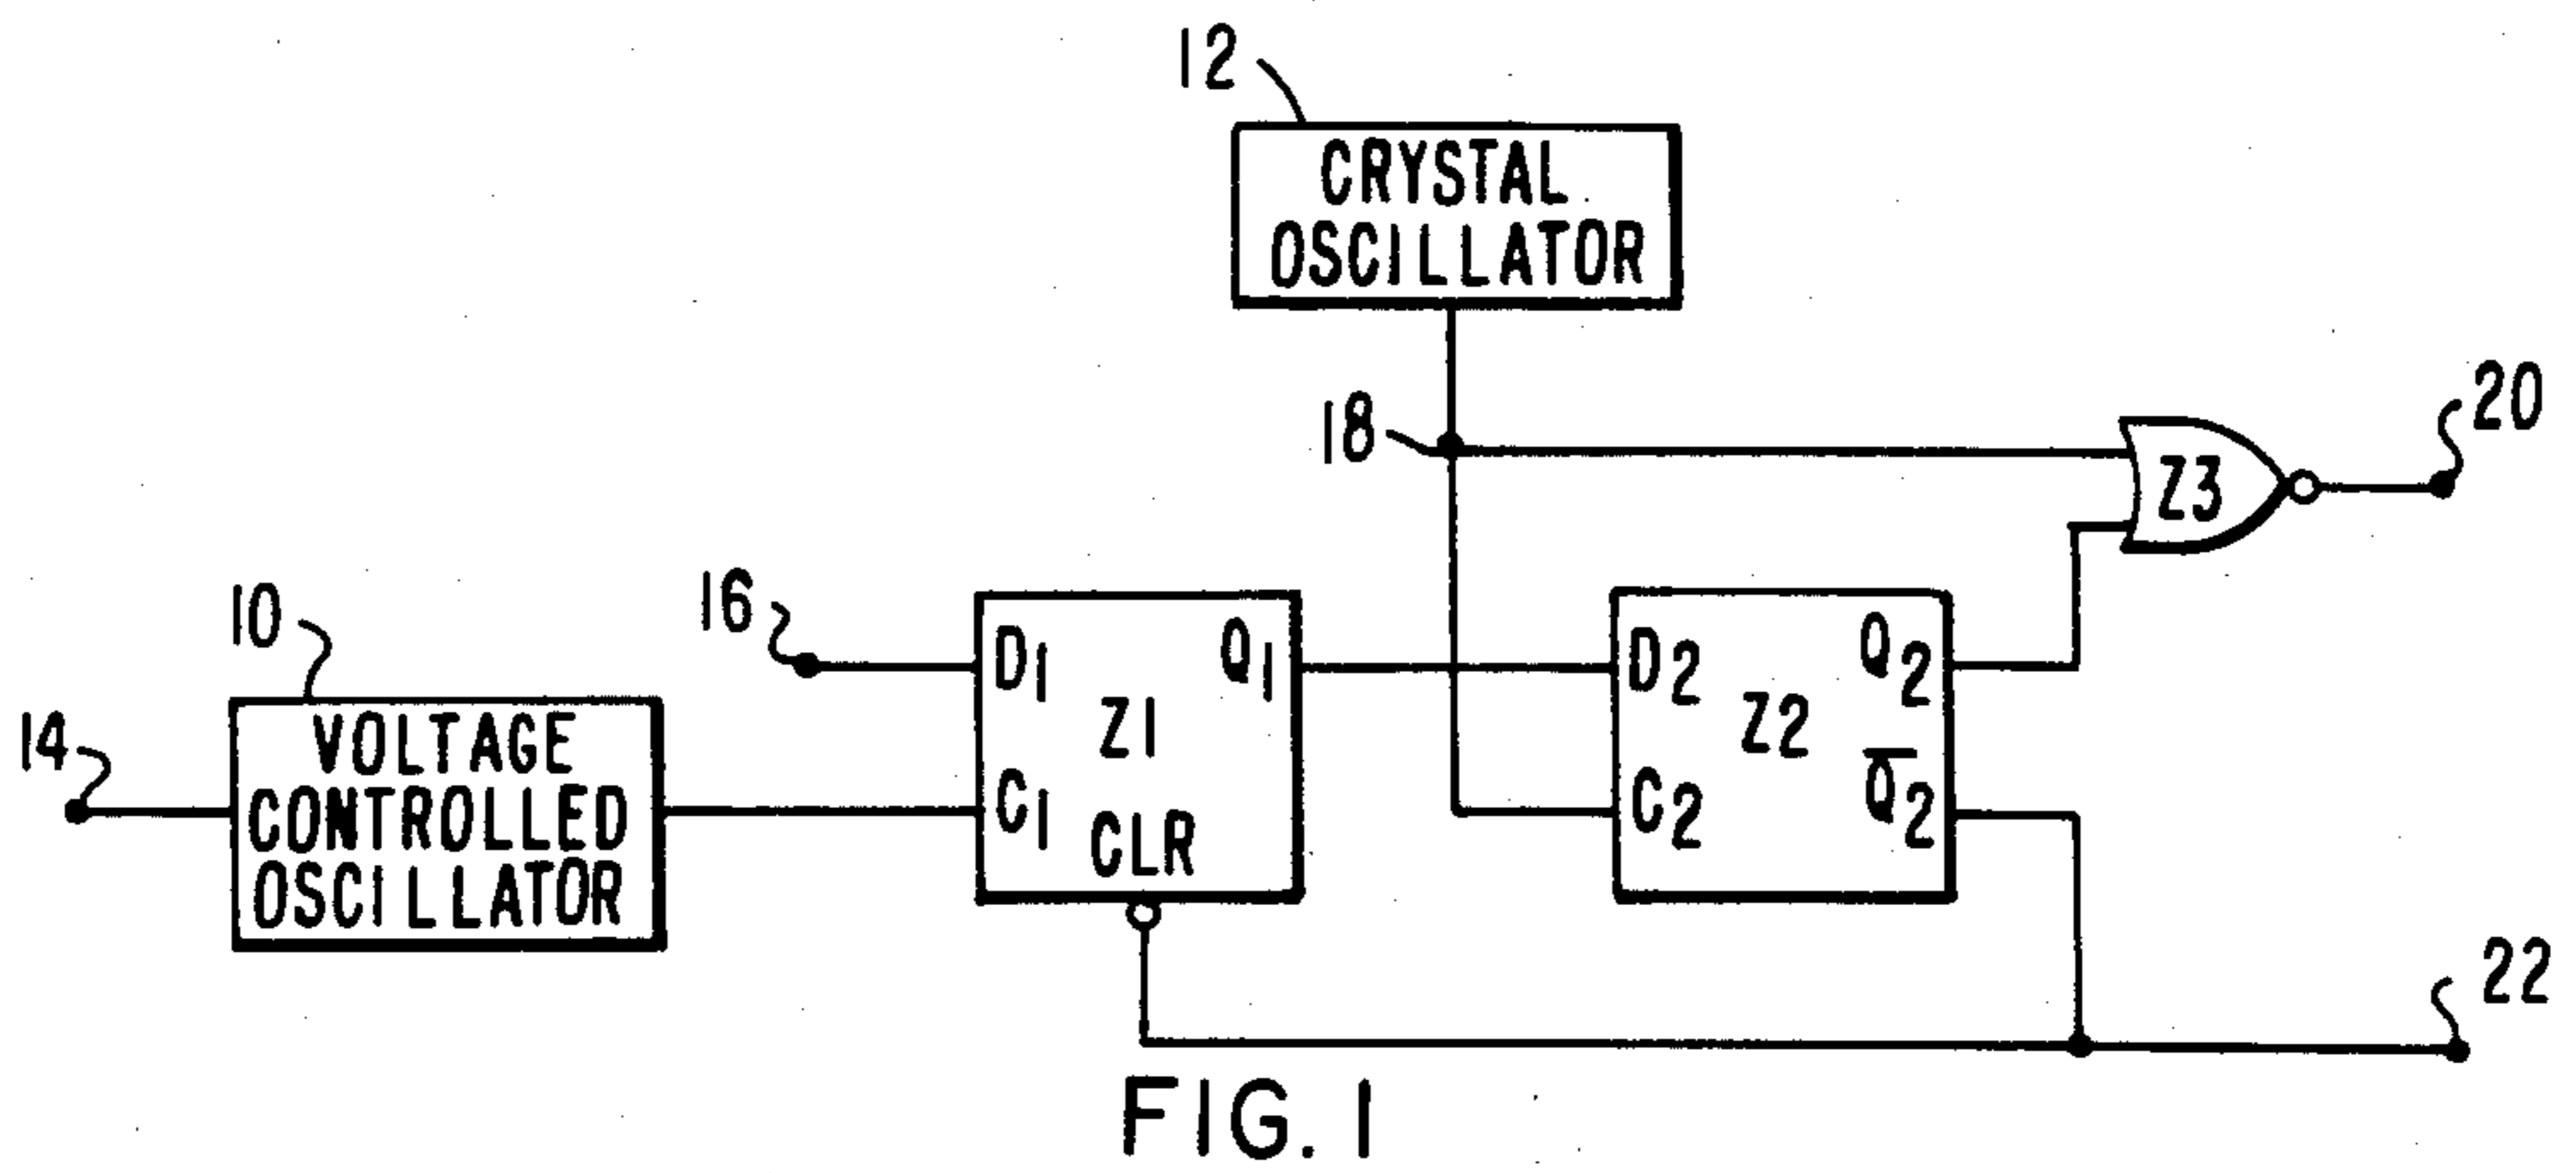 12
CRYSTAL
OSCILLATOR
18
20
Z3
16
10
14
VOLTAGE
CONTROLLED
OSCILLATOR
D1
Q1
Z1
C1
CLR
D2
Q2
Z2
C2
Q̅2
22
FIG. 1